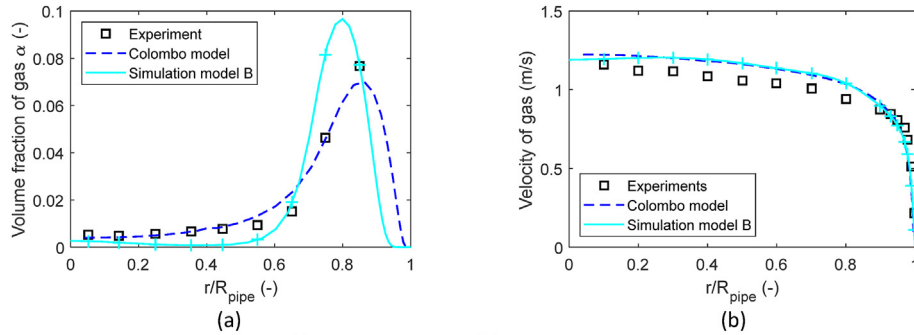 0.1
0.08
0.06
0.04
0.02
0
Volume fraction of gas α (-)
Experiment
Colombo model
Simulation model B
0
0.2
0.4
0.6
0.8
1
r/Rpipe (-)
(a)
1.5
1
0.5
0
Velocity of gas (m/s)
Experiments
Colombo model
Simulation model B
0
0.2
0.4
0.6
0.8
1
r/Rpipe (-)
(b)